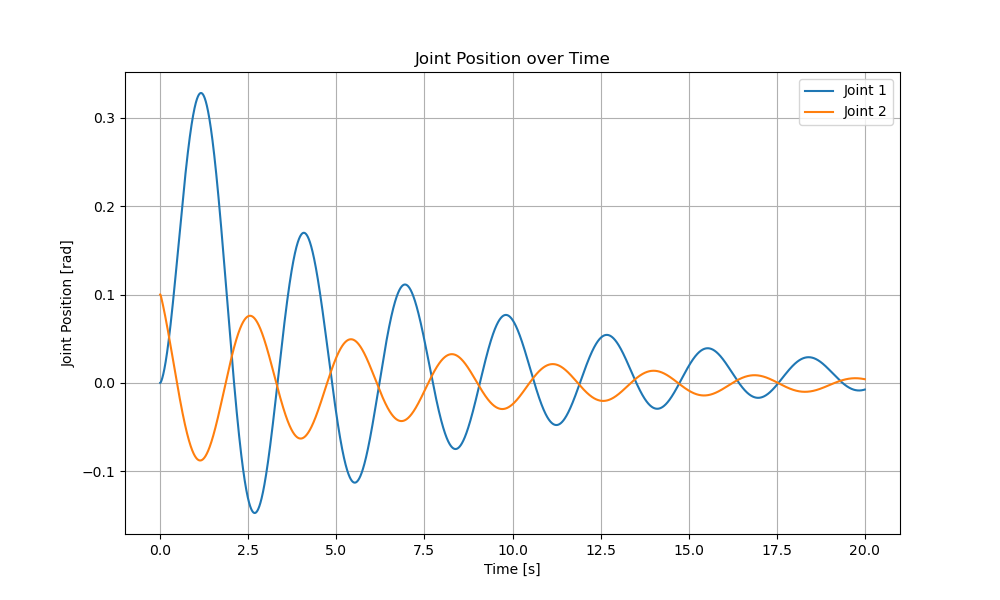 Joint Position over Time
Joint 1
Joint 2
Joint Position [rad]
0.3
0.2
0.1
0.0
−0.1
0.0 2.5 5.0 7.5 10.0 12.5 15.0 17.5 20.0
Time [s]